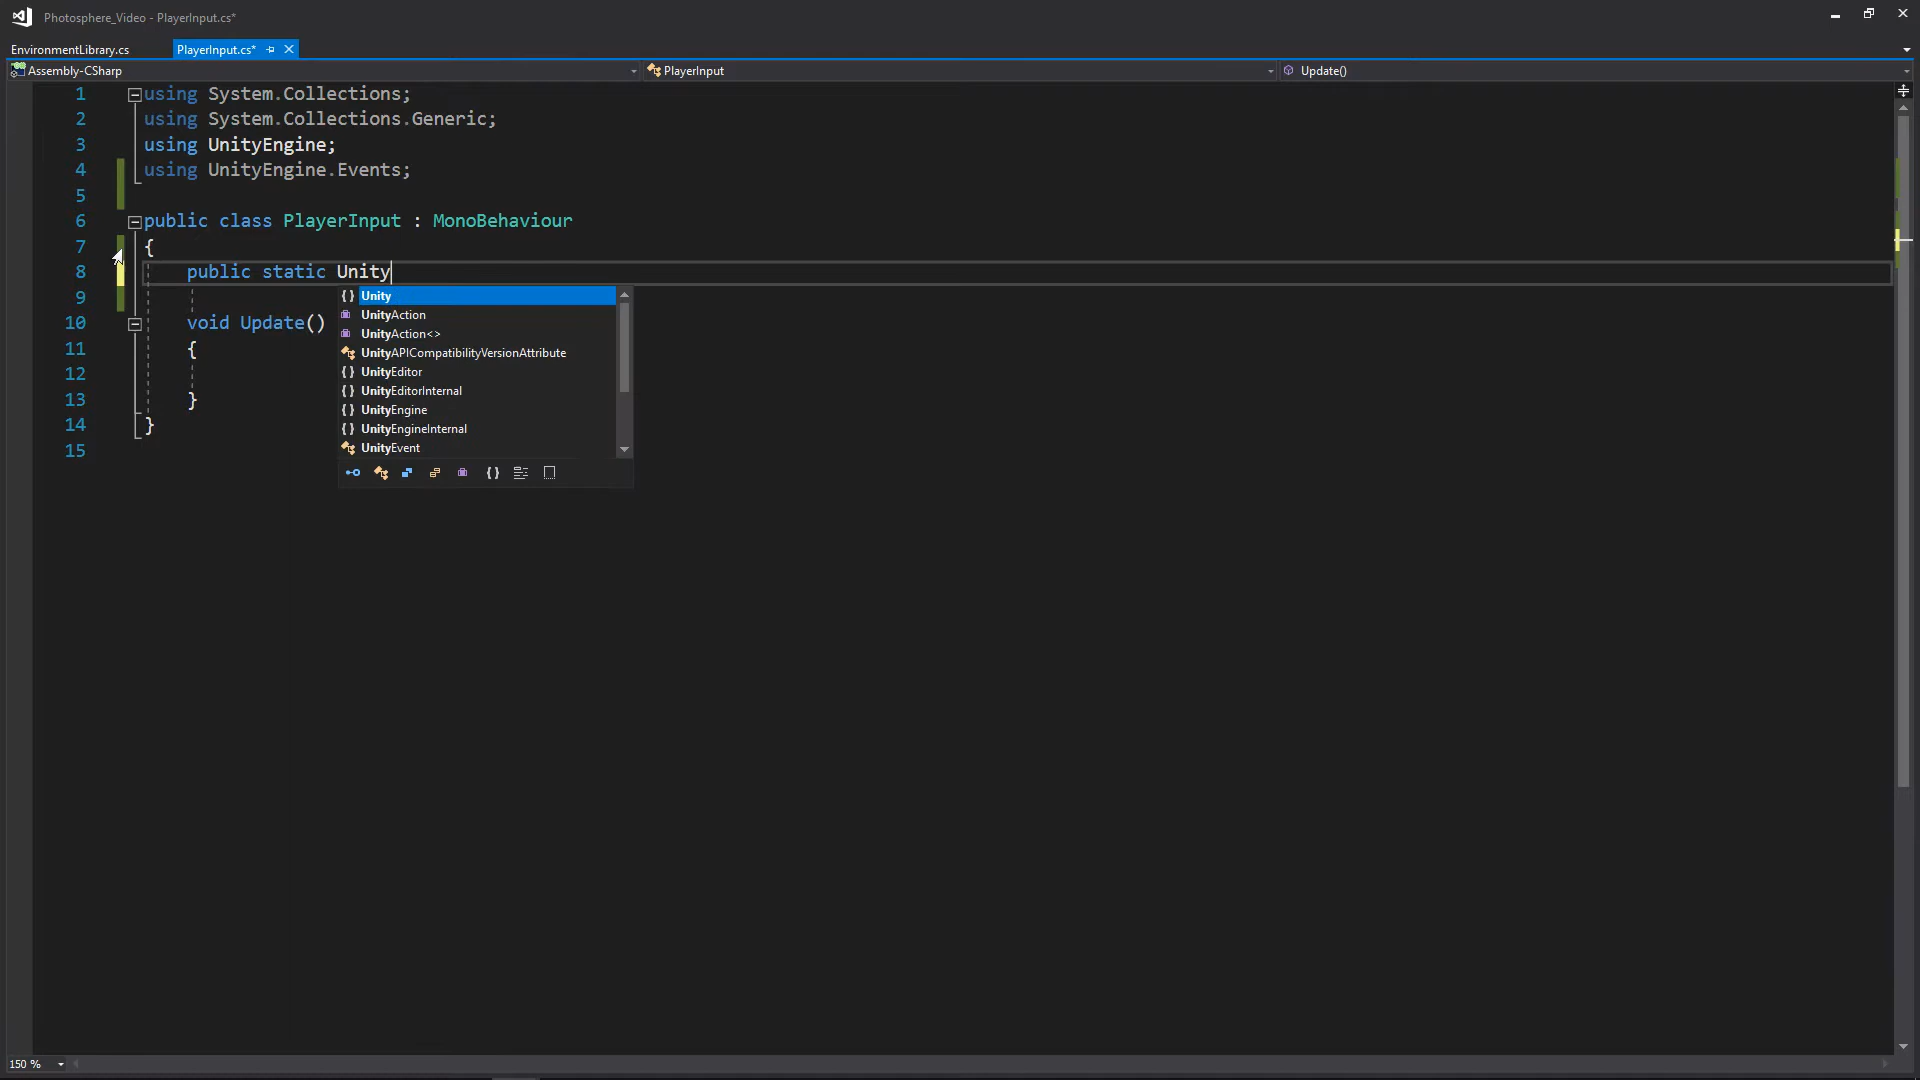 Photosphere_Video - PlayerInput.cs*
EnvironmentLibrary.cs PlayerInput.cs*
Assembly-CSharp PlayerInput Update()
1 using System.Collections;
2 using System.Collections.Generic;
3 using UnityEngine;
4 using UnityEngine.Events;
5
6 public class PlayerInput : MonoBehaviour
7 {
8 public static Unity
9
10 void Update()
11 {
12
13 }
14 }
15
{ } Unity
UnityAction
UnityAction<>
UnityAPICompatibilityVersionAttribute
{ } UnityEditor
{ } UnityEditorInternal
{ } UnityEngine
{ } UnityEngineInternal
UnityEvent
150 %